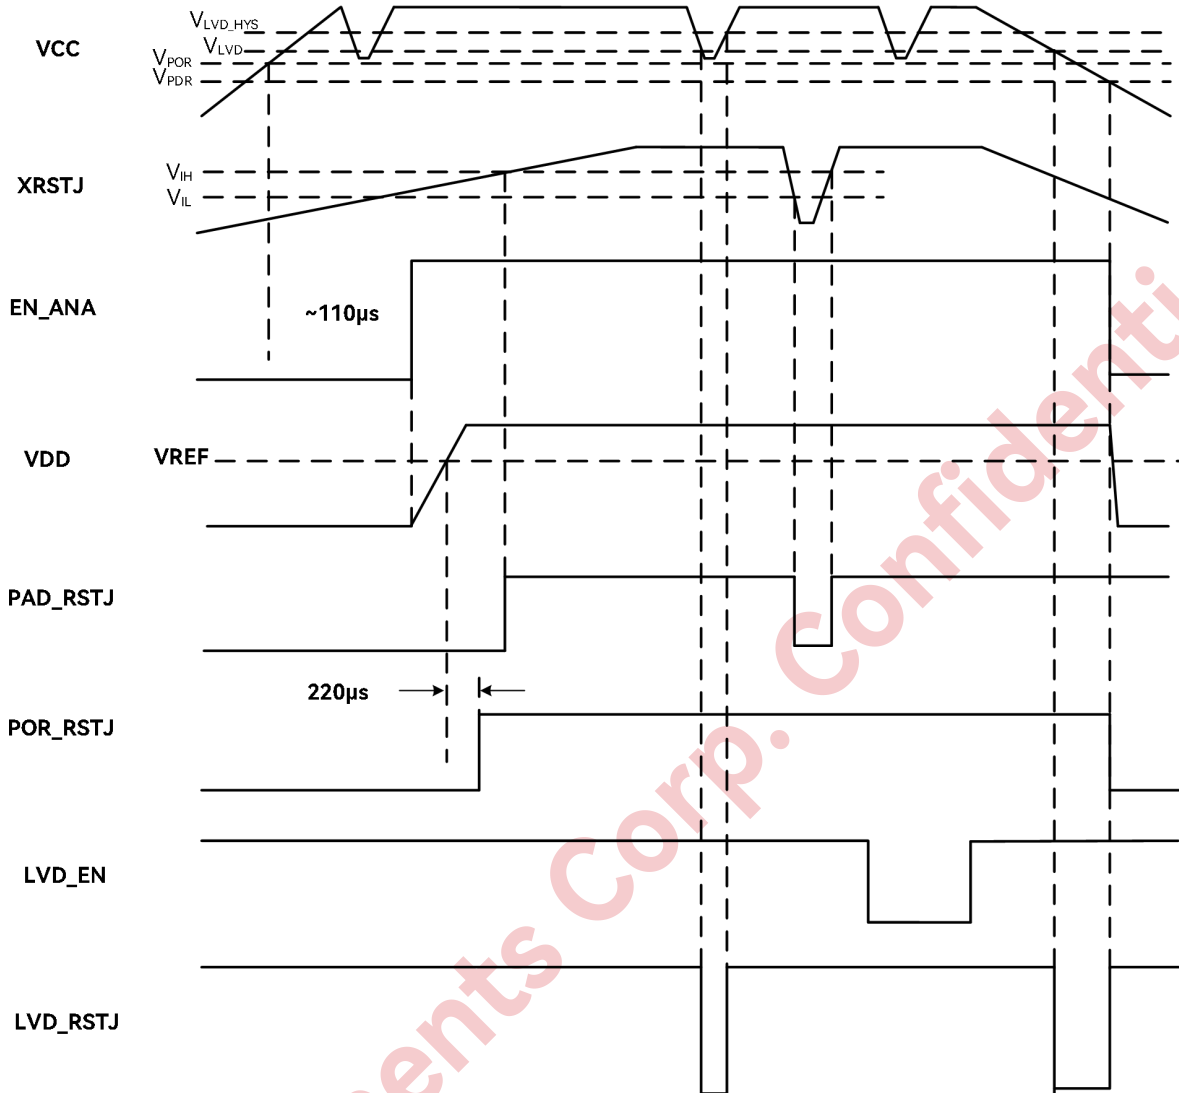 VLVD_HYS
VCC
VLVD
VPOR
VPDR
XRSTJ
VIH
VIL
EN_ANA
~110µs
VDD
VREF
PAD_RSTJ
220µs
POR_RSTJ
LVD_EN
LVD_RSTJ
ments Corp. Confidenti